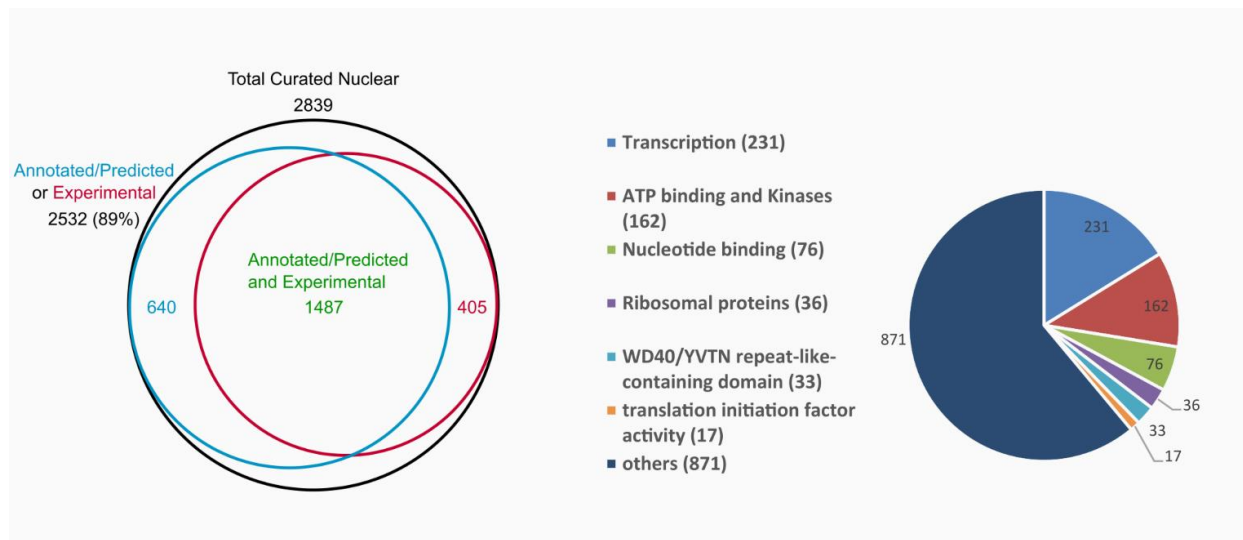 Total Curated Nuclear
2839
Annotated/Predicted
or Experimental
2532 (89%)
Annotated/Predicted
and Experimental
1487
640
405
Transcription (231)
ATP binding and Kinases
(162)
Nucleotide binding (76)
Ribosomal proteins (36)
WD40/YVTN repeat-like-
containing domain (33)
translation initiation factor
activity (17)
others (871)
231
162
76
36
33
17
871